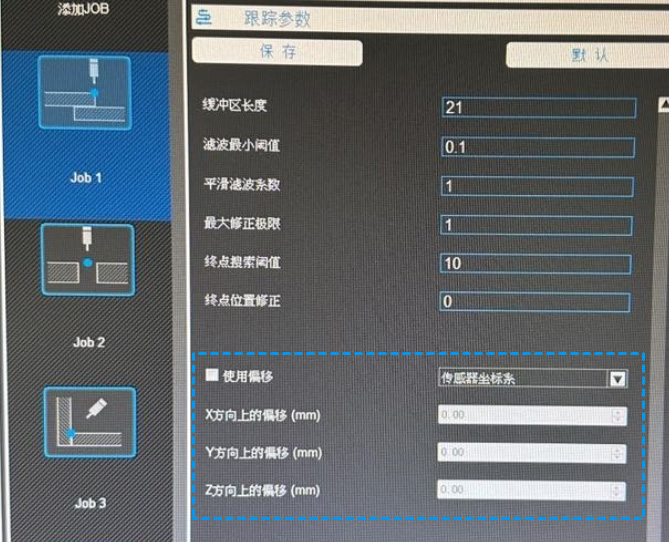 添加JOB
跟踪参数
保存
默认
Job 1
Job 2
Job 3
缓冲区长度 21
滤波最小阈值 0.1
平滑滤波系数 1
最大修正极限 1
终点搜索阈值 10
终点位置修正 0
使用偏移 传感器坐标系
X方向上的偏移 (mm) 0.00
Y方向上的偏移 (mm) 0.00
Z方向上的偏移 (mm) 0.00